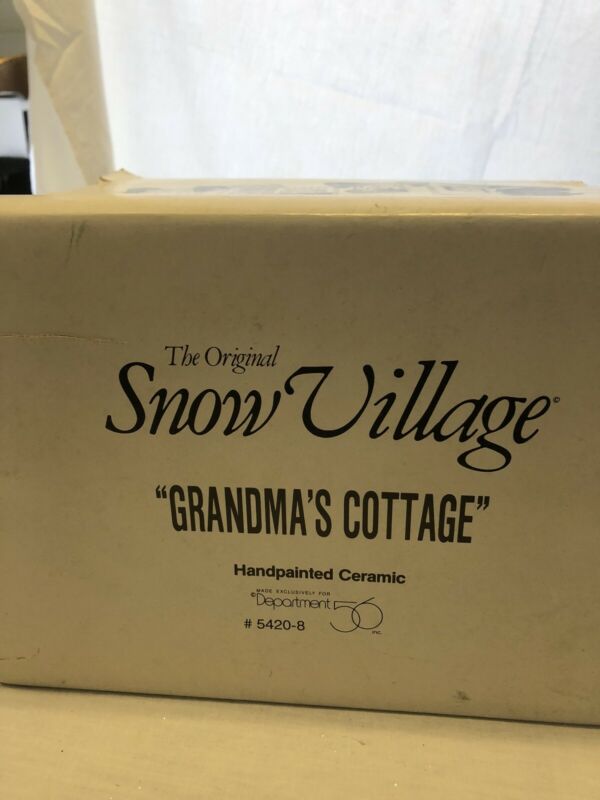 The Original
Snow Village©
“GRANDMA'S COTTAGE”
Handpainted Ceramic
MADE EXCLUSIVELY FOR
©Department 56
INC.
# 5420-8